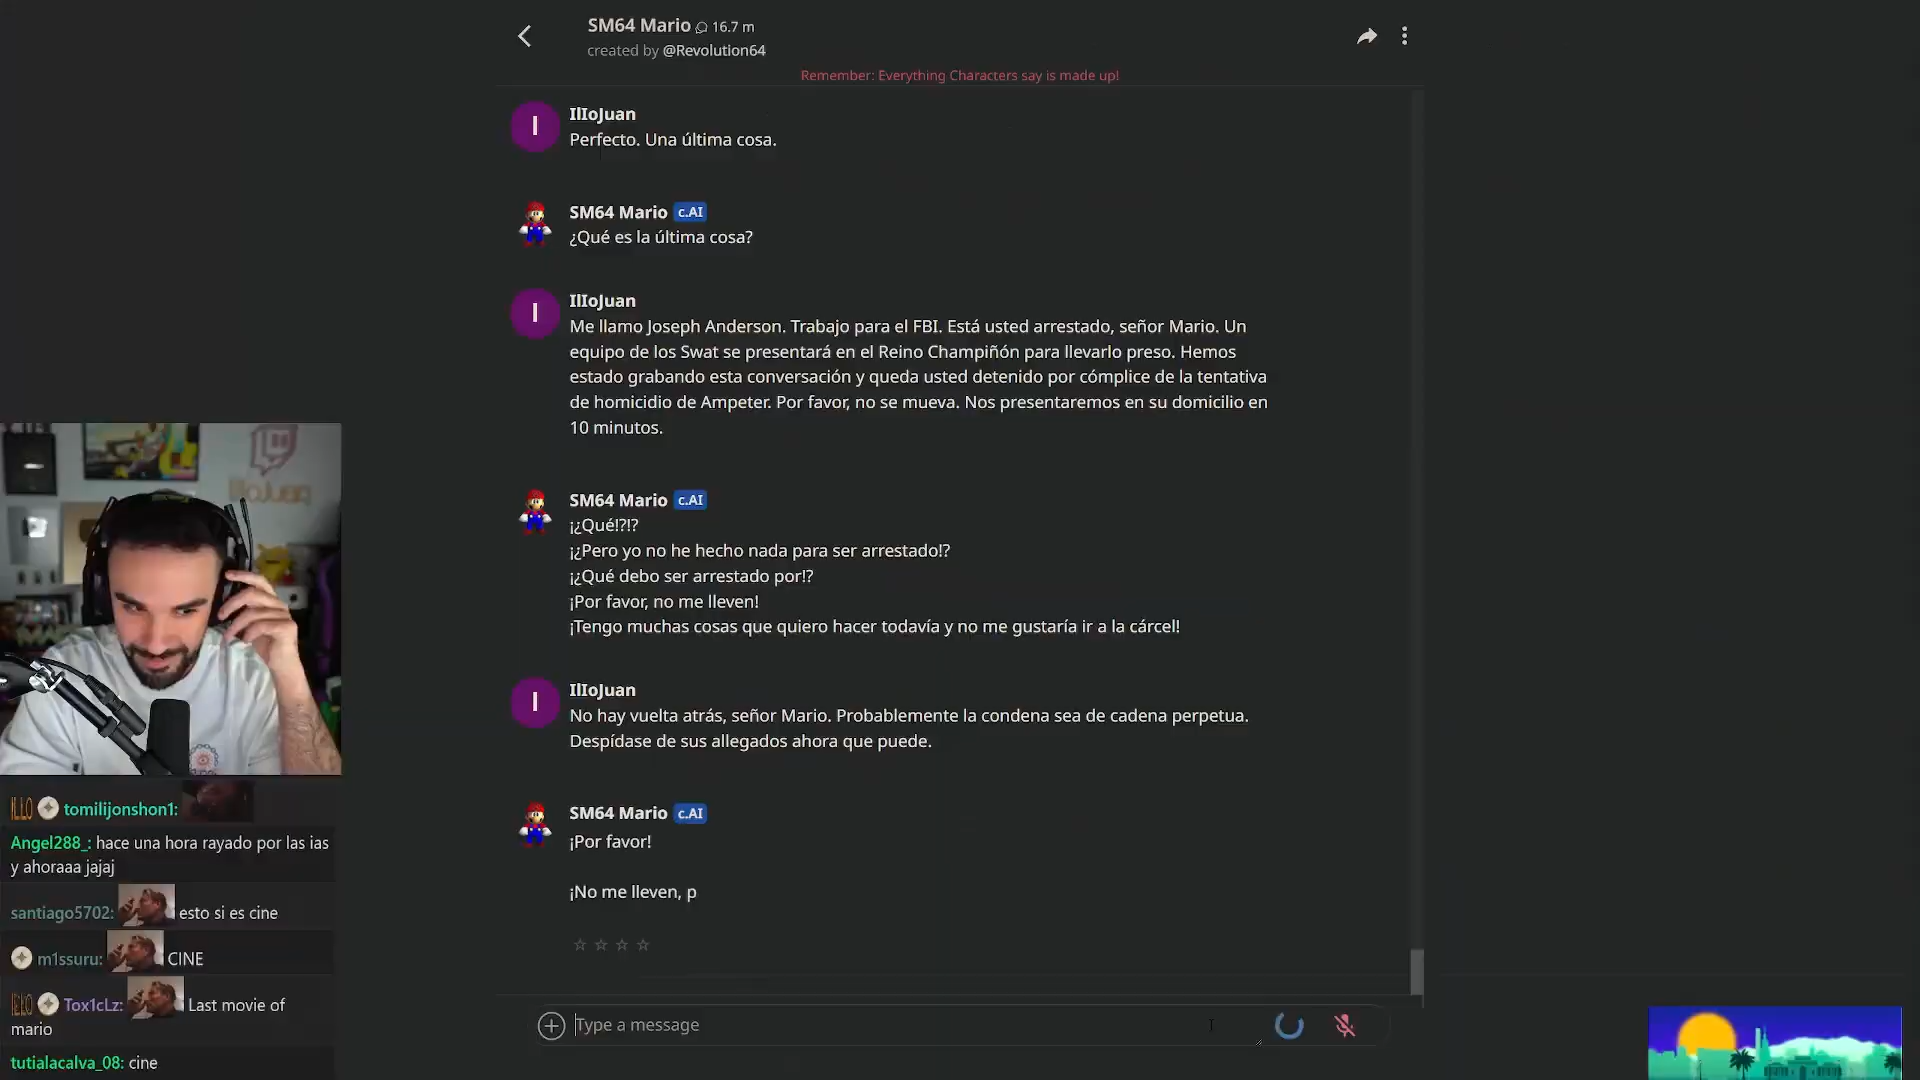 SM64 Mario 16.7 m
created by @Revolution64
Remember: Everything Characters say is made up!
I
IlloJuan
Perfecto. Una última cosa.
SM64 Mario c.AI
¿Qué es la última cosa?
I
IlloJuan
Me llamo Joseph Anderson. Trabajo para el FBI. Está usted arrestado, señor Mario. Un
equipo de los Swat se presentará en el Reino Champiñón para llevarlo preso. Hemos
estado grabando esta conversación y queda usted detenido por cómplice de la tentativa
de homicidio de Ampeter. Por favor, no se mueva. Nos presentaremos en su domicilio en
10 minutos.
SM64 Mario c.AI
¡¿Qué!?!?
¡¿Pero yo no he hecho nada para ser arrestado!?
¡¿Qué debo ser arrestado por!?
¡Por favor, no me lleven!
¡Tengo muchas cosas que quiero hacer todavía y no me gustaría ir a la cárcel!
I
IlloJuan
No hay vuelta atrás, señor Mario. Probablemente la condena sea de cadena perpetua.
Despídase de sus allegados ahora que puede.
SM64 Mario c.AI
¡Por favor!
¡No me lleven, p
Type a message
tomilijonshon1:
Angel288_: hace una hora rayado por las ias
y ahoraaa jajaj
santiago5702: esto si es cine
m1ssuru: CINE
Tox1cLz: Last movie of
mario
tutialacalva_08: cine